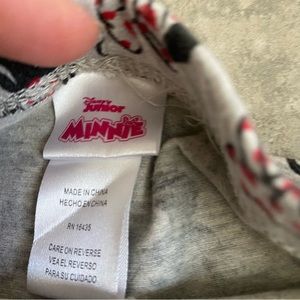 Disney
Junior
MINNIE
MADE IN CHINA
HECHO EN CHINA
RN 16435
CARE ON REVERSE
VEA EL REVERSO
PARA SU CUIDADO